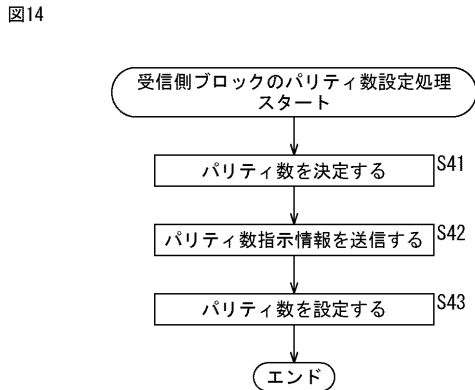 図14
受信側ブロックのパリティ数設定処理
スタート
パリティ数を決定する
S41
パリティ数指示情報を送信する
S42
パリティ数を設定する
S43
エンド